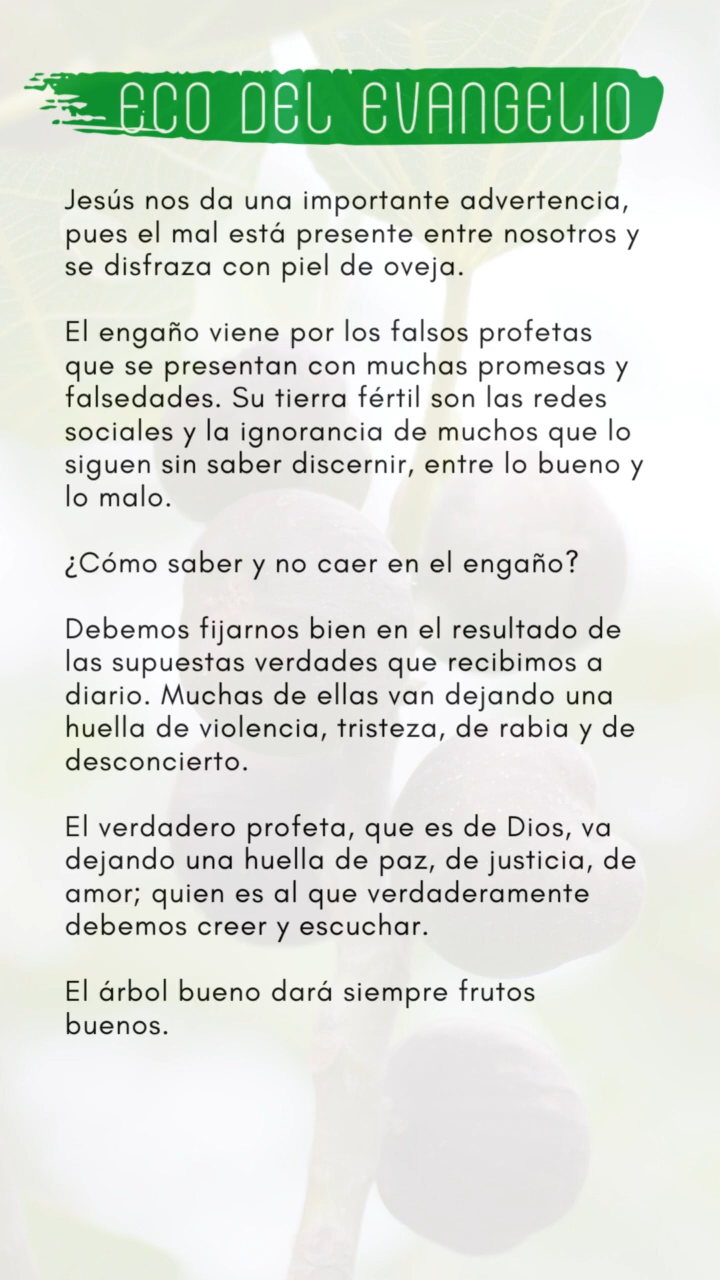 ECO DEL EVANGELIO
Jesús nos da una importante advertencia,
pues el mal está presente entre nosotros y
se disfraza con piel de oveja.
El engaño viene por los falsos profetas
que se presentan con muchas promesas y
falsedades. Su tierra fértil son las redes
sociales y la ignorancia de muchos que lo
siguen sin saber discernir, entre lo bueno y
lo malo.
¿Cómo saber y no caer en el engaño?
Debemos fijarnos bien en el resultado de
las supuestas verdades que recibimos a
diario. Muchas de ellas van dejando una
huella de violencia, tristeza, de rabia y de
desconcierto.
El verdadero profeta, que es de Dios, va
dejando una huella de paz, de justicia, de
amor; quien es al que verdaderamente
debemos creer y escuchar.
El árbol bueno dará siempre frutos
buenos.